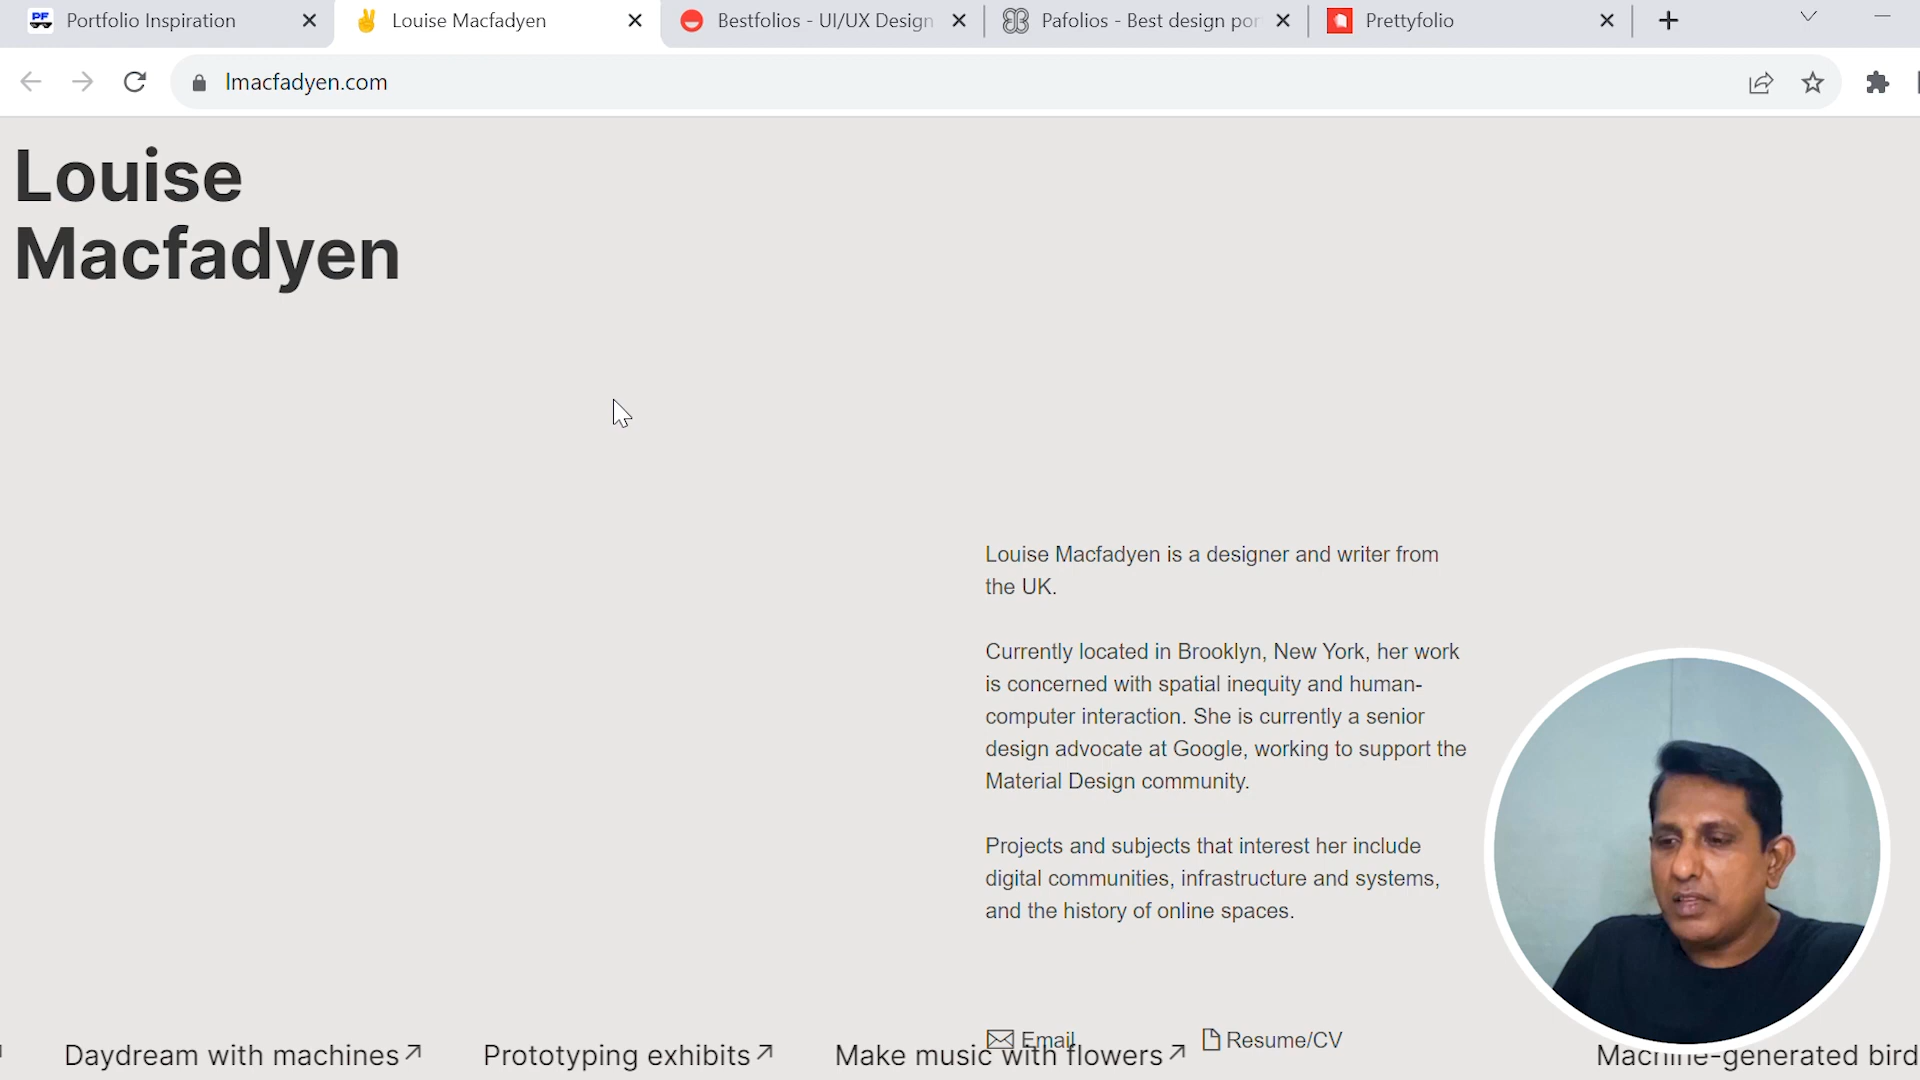 PF Portfolio Inspiration
Louise Macfadyen
Bestfolios - UI/UX Design
Pafolios - Best design por
Prettyfolio
lmacfadyen.com
Louise
Macfadyen
Louise Macfadyen is a designer and writer from
the UK.
Currently located in Brooklyn, New York, her work
is concerned with spatial inequity and human-
computer interaction. She is currently a senior
design advocate at Google, working to support the
Material Design community.
Projects and subjects that interest her include
digital communities, infrastructure and systems,
and the history of online spaces.
Email
Resume/CV
Daydream with machines
Prototyping exhibits
Make music with flowers
Machine-generated bird